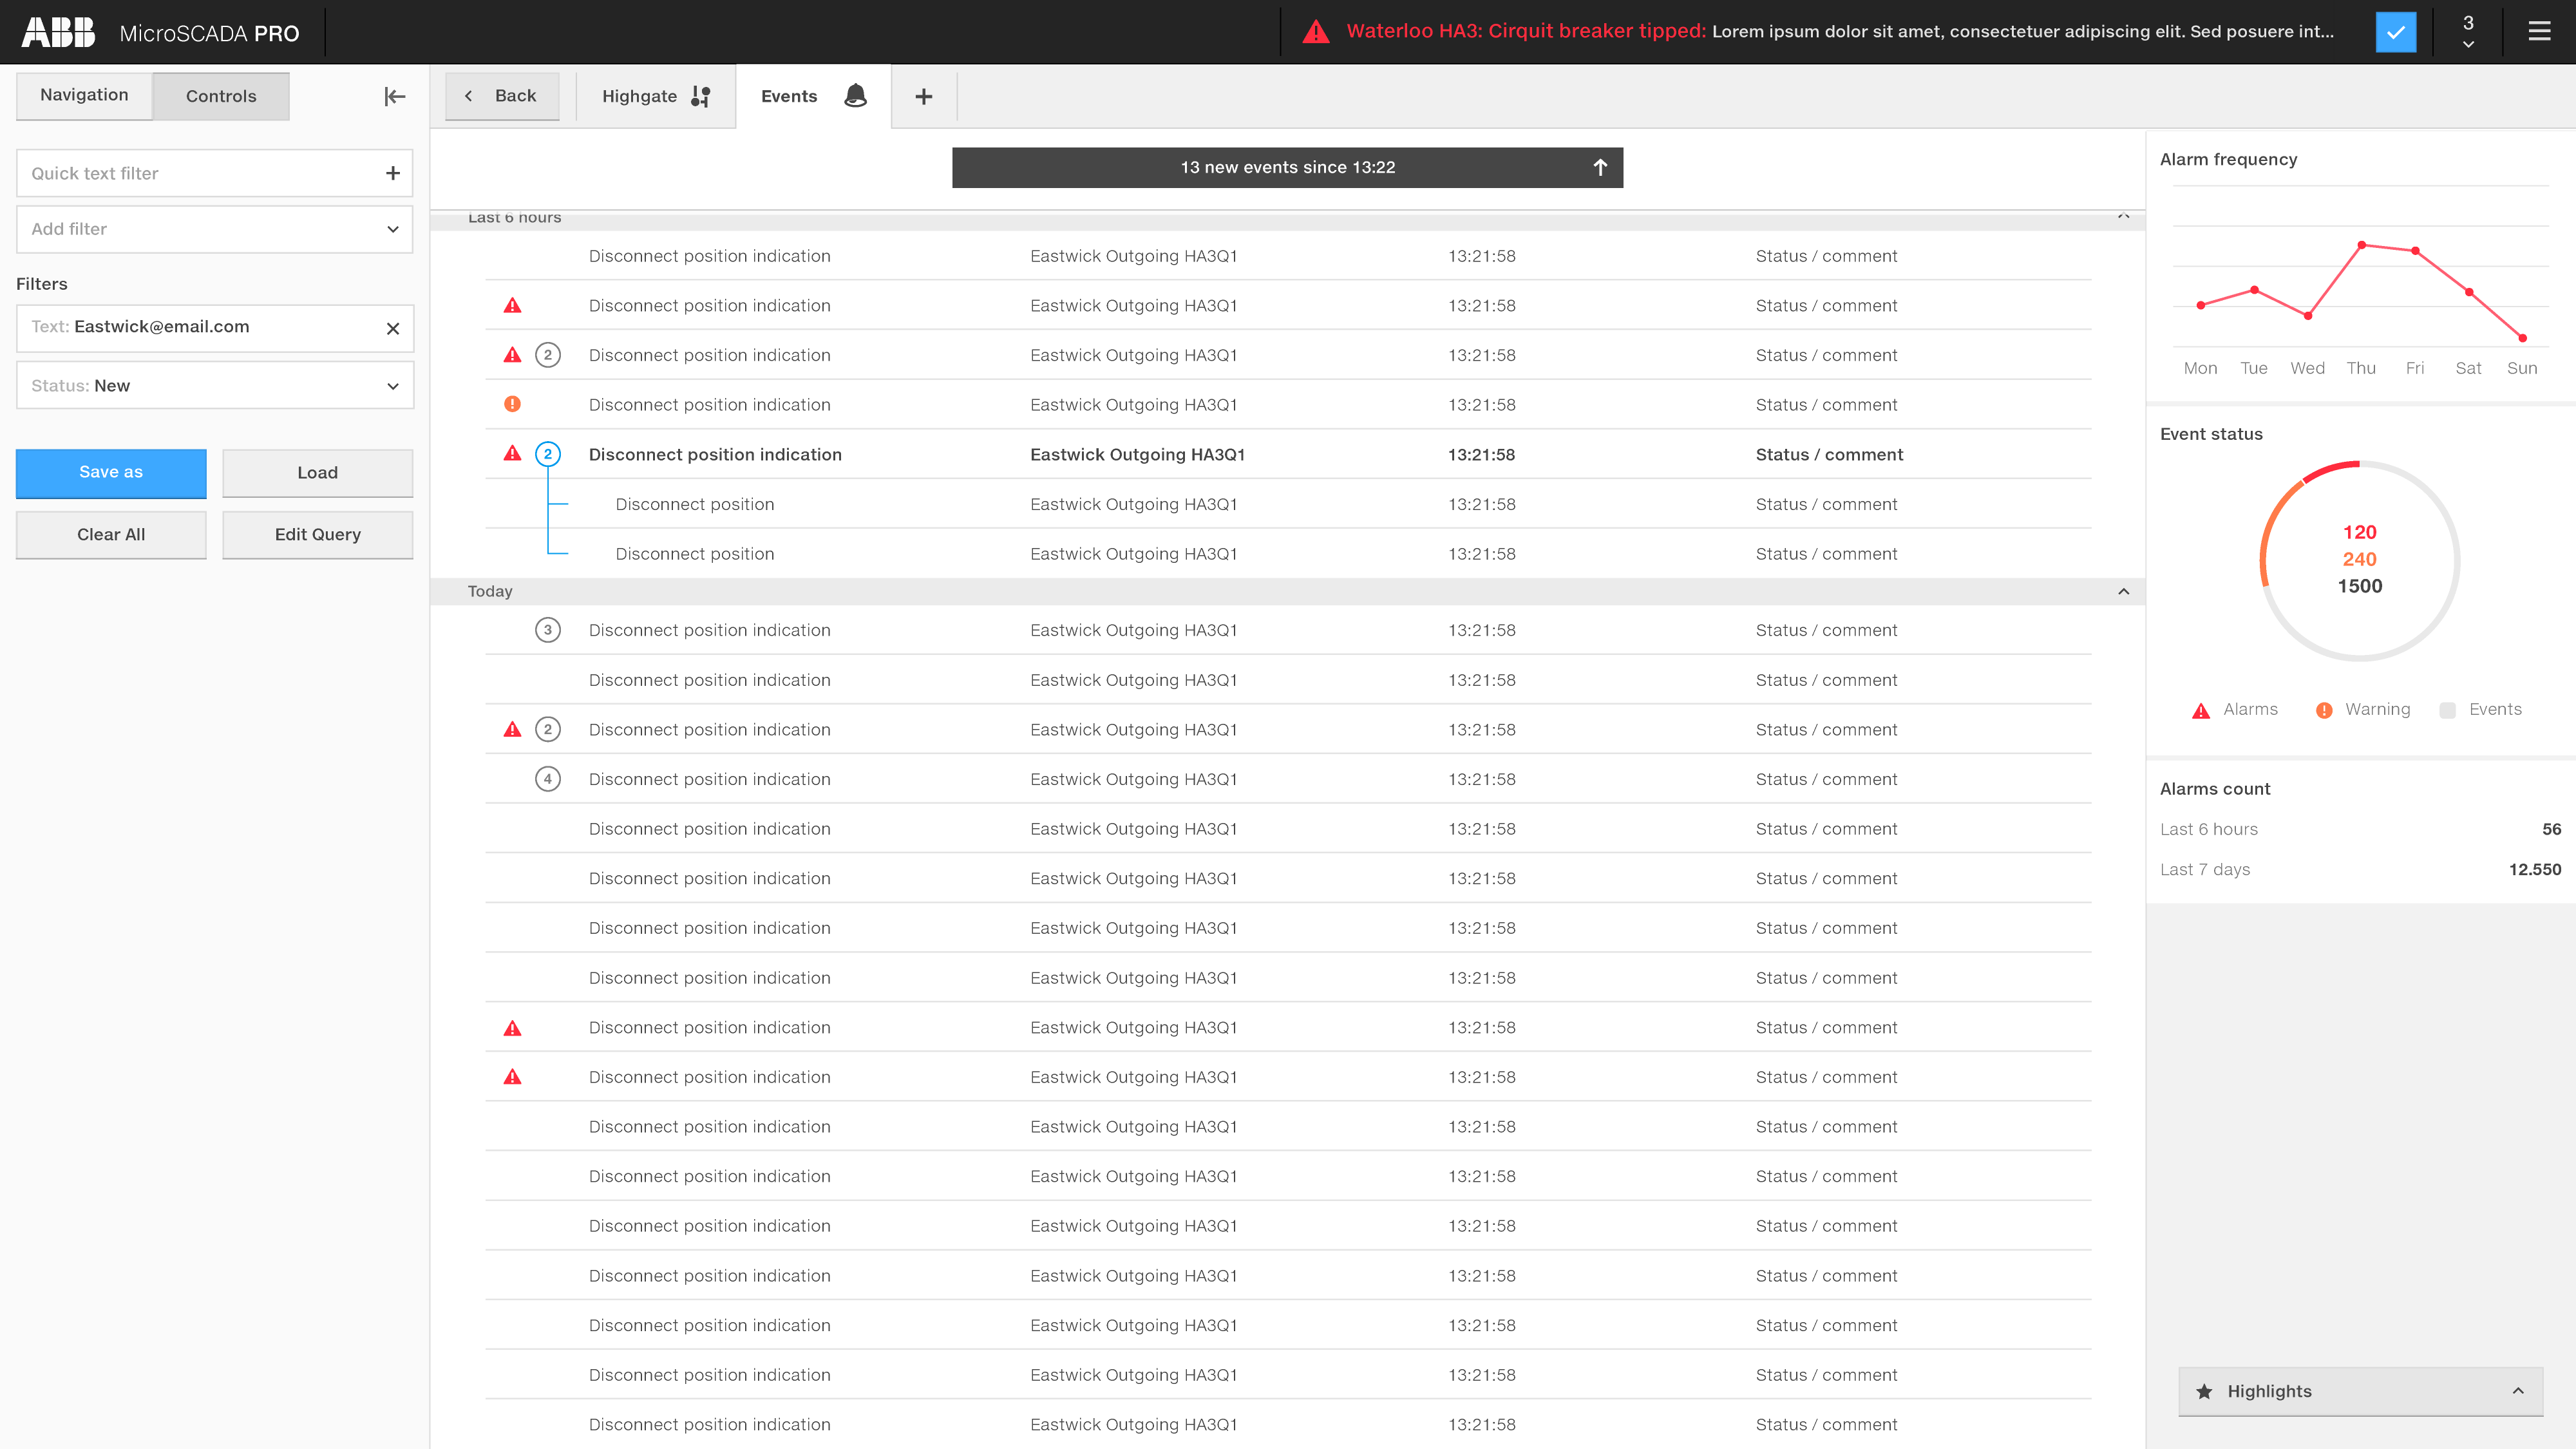 ABB MicroSCADA PRO
Waterloo HA3: Cirquit breaker tipped: Lorem ipsum dolor sit amet, consectetuer adipiscing elit. Sed posuere int...
3
Navigation
Controls
Back
Highgate
Events
Quick text filter
Add filter
Filters
Text: Eastwick@email.com
Status: New
Save as
Load
Clear All
Edit Query
13 new events since 13:22
Last 6 hours
Disconnect position indication Eastwick Outgoing HA3Q1 13:21:58 Status / comment
Disconnect position indication Eastwick Outgoing HA3Q1 13:21:58 Status / comment
2 Disconnect position indication Eastwick Outgoing HA3Q1 13:21:58 Status / comment
Disconnect position indication Eastwick Outgoing HA3Q1 13:21:58 Status / comment
2 Disconnect position indication Eastwick Outgoing HA3Q1 13:21:58 Status / comment
Disconnect position Eastwick Outgoing HA3Q1 13:21:58 Status / comment
Disconnect position Eastwick Outgoing HA3Q1 13:21:58 Status / comment
Today
3 Disconnect position indication Eastwick Outgoing HA3Q1 13:21:58 Status / comment
Disconnect position indication Eastwick Outgoing HA3Q1 13:21:58 Status / comment
2 Disconnect position indication Eastwick Outgoing HA3Q1 13:21:58 Status / comment
4 Disconnect position indication Eastwick Outgoing HA3Q1 13:21:58 Status / comment
Disconnect position indication Eastwick Outgoing HA3Q1 13:21:58 Status / comment
Disconnect position indication Eastwick Outgoing HA3Q1 13:21:58 Status / comment
Disconnect position indication Eastwick Outgoing HA3Q1 13:21:58 Status / comment
Disconnect position indication Eastwick Outgoing HA3Q1 13:21:58 Status / comment
Disconnect position indication Eastwick Outgoing HA3Q1 13:21:58 Status / comment
Disconnect position indication Eastwick Outgoing HA3Q1 13:21:58 Status / comment
Disconnect position indication Eastwick Outgoing HA3Q1 13:21:58 Status / comment
Disconnect position indication Eastwick Outgoing HA3Q1 13:21:58 Status / comment
Disconnect position indication Eastwick Outgoing HA3Q1 13:21:58 Status / comment
Disconnect position indication Eastwick Outgoing HA3Q1 13:21:58 Status / comment
Disconnect position indication Eastwick Outgoing HA3Q1 13:21:58 Status / comment
Disconnect position indication Eastwick Outgoing HA3Q1 13:21:58 Status / comment
Disconnect position indication Eastwick Outgoing HA3Q1 13:21:58 Status / comment
Alarm frequency
Mon Tue Wed Thu Fri Sat Sun
Event status
120
240
1500
Alarms Warning Events
Alarms count
Last 6 hours 56
Last 7 days 12.550
Highlights